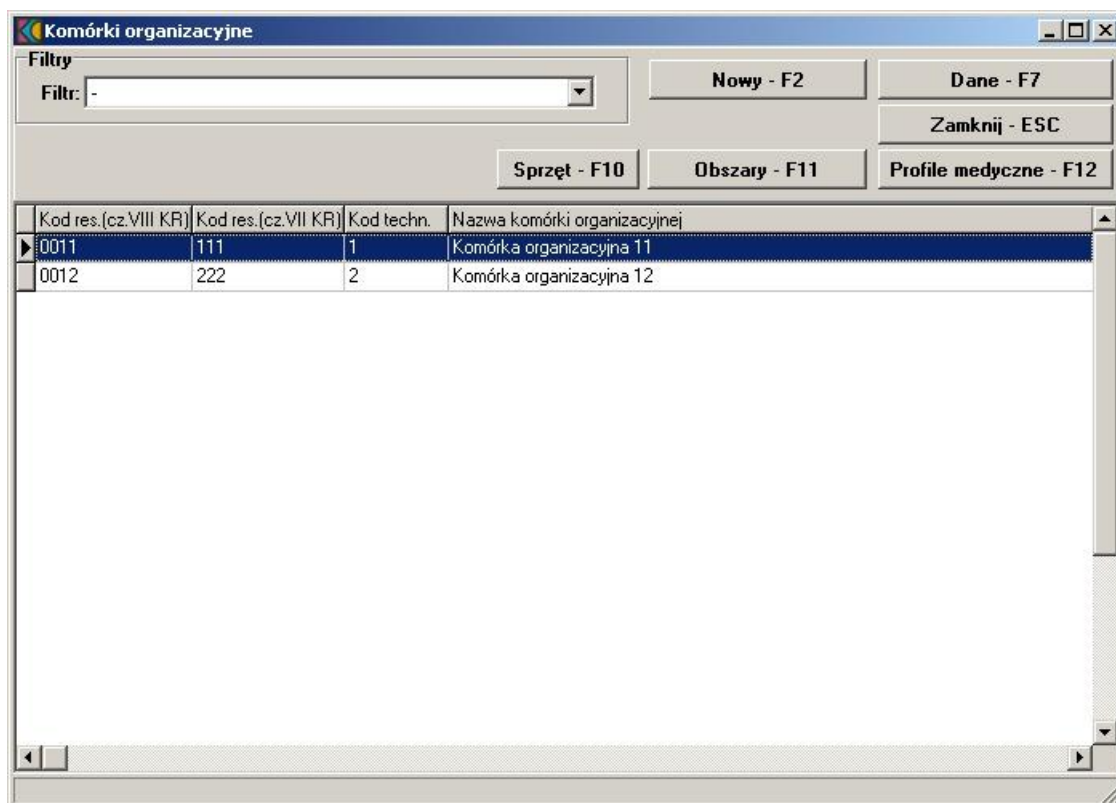 Komórki organizacyjne
Filtry
Filtr: -
Nowy - F2
Dane - F7
Zamknij - ESC
Sprzęt - F10
Obszary - F11
Profile medyczne - F12
Kod res.(cz.VIII KR) Kod res.(cz.VII KR) Kod techn. Nazwa komórki organizacyjnej
0011 111 1 Komórka organizacyjna 11
0012 222 2 Komórka organizacyjna 12